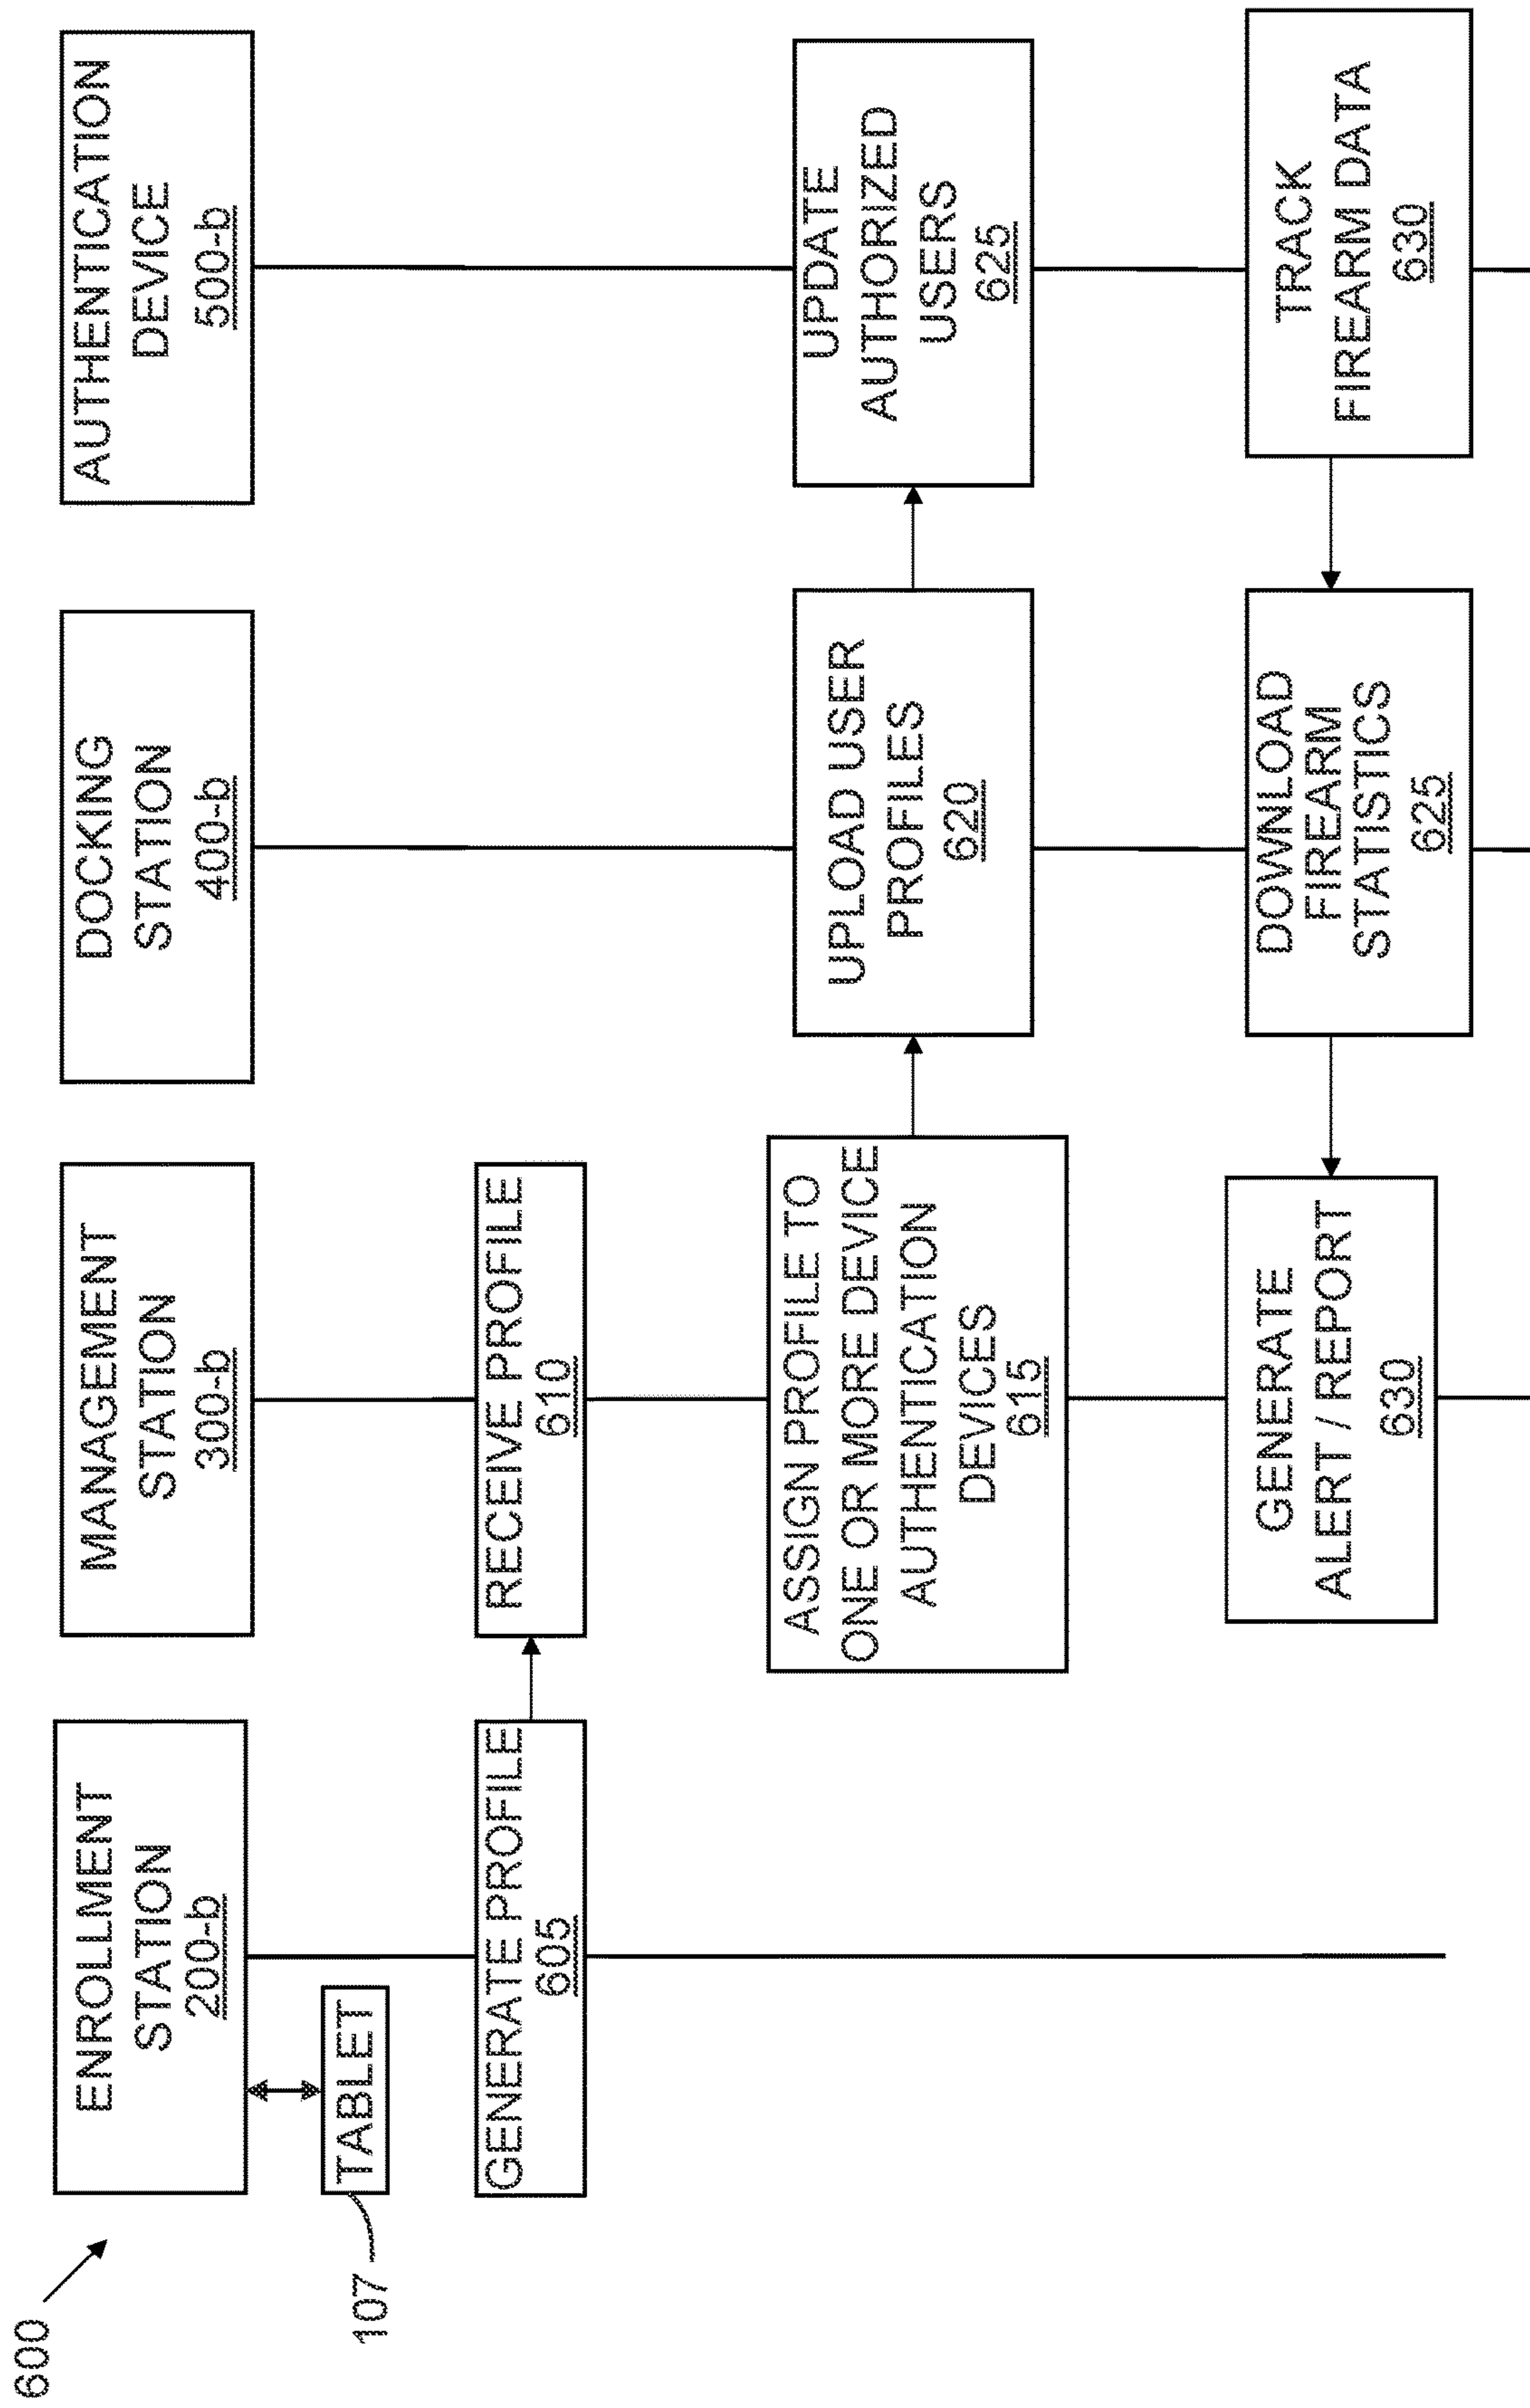 600
ENROLLMENT
STATION
200-b
MANAGEMENT
STATION
300-b
DOCKING
STATION
400-b
AUTHENTICATION
DEVICE
500-b
107
TABLET
GENERATE PROFILE
605
RECEIVE PROFILE
610
ASSIGN PROFILE TO
ONE OR MORE DEVICE
AUTHENTICATION
DEVICES
615
UPLOAD USER
PROFILES
620
UPDATE
AUTHORIZED
USERS
625
GENERATE
ALERT / REPORT
630
DOWNLOAD
FIREARM
STATISTICS
625
TRACK
FIREARM DATA
630